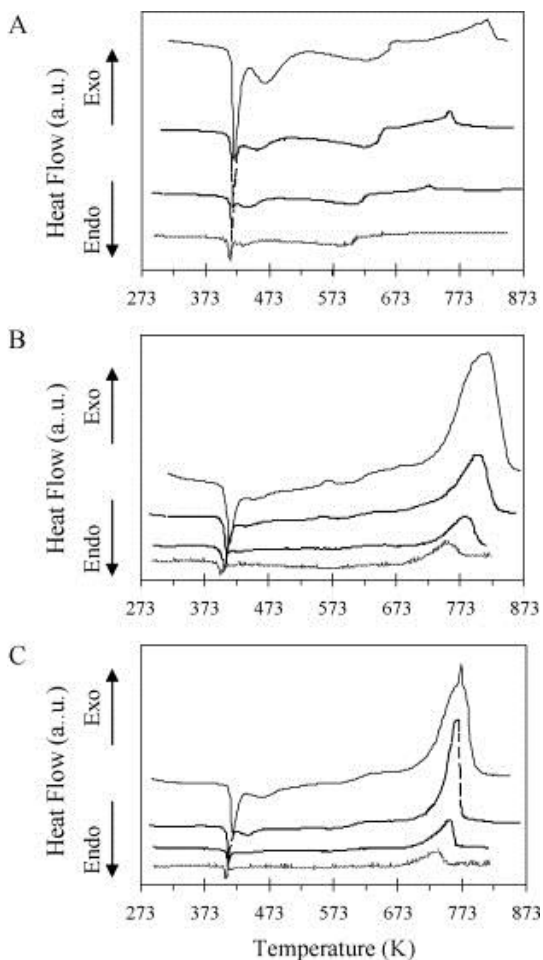 A
Heat Flow (a..u.)
Endo
Exo
273 373 473 573 673 773 873
B
Heat Flow (a..u.)
Endo
Exo
273 373 473 573 673 773 873
C
Heat Flow (a..u.)
Endo
Exo
273 373 473 573 673 773 873
Temperature (K)